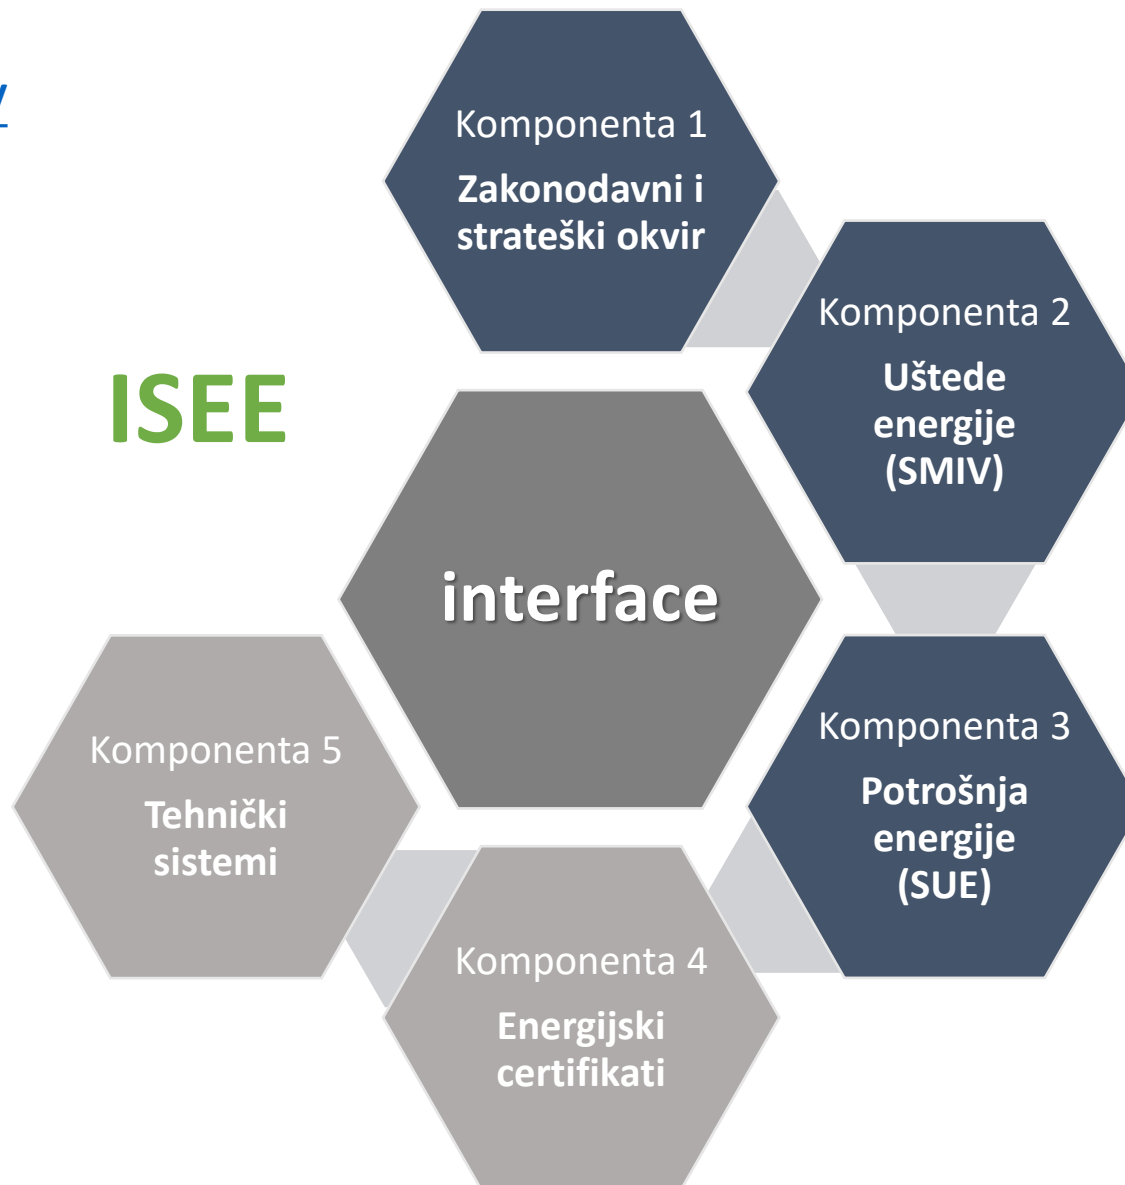 Komponenta 1
Zakonodavni i
strateški okvir
Komponenta 2
Uštede
energije
(SMIV)
ISEE
interface
Komponenta 3
Potrošnja
energije
(SUE)
Komponenta 5
Tehnički
sistemi
Komponenta 4
Energijski
certifikati